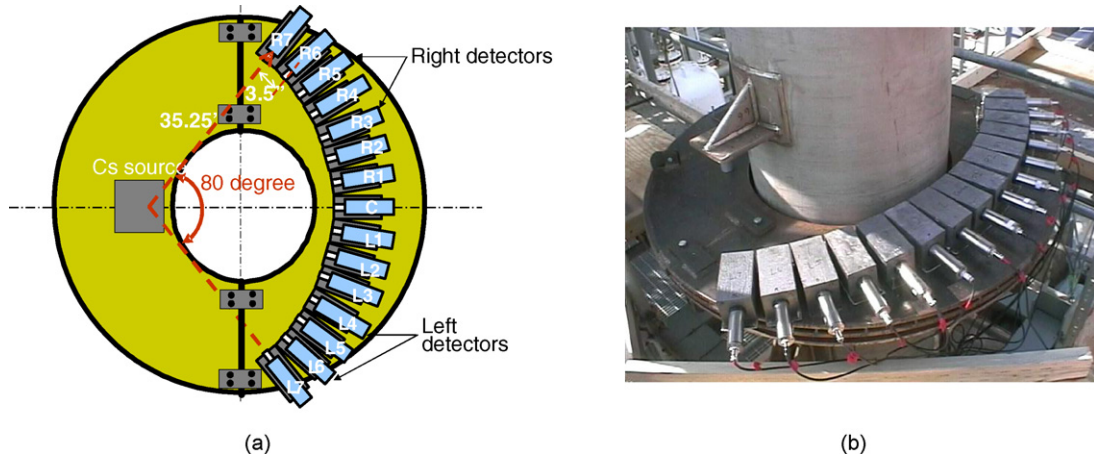 R7
R6
R5
R4
R3
R2
R1
C
L1
L2
L3
L4
L5
L6
L7
Right detectors
3.5"
35.25'
Cs source
80 degree
Left
detectors
(a)
(b)